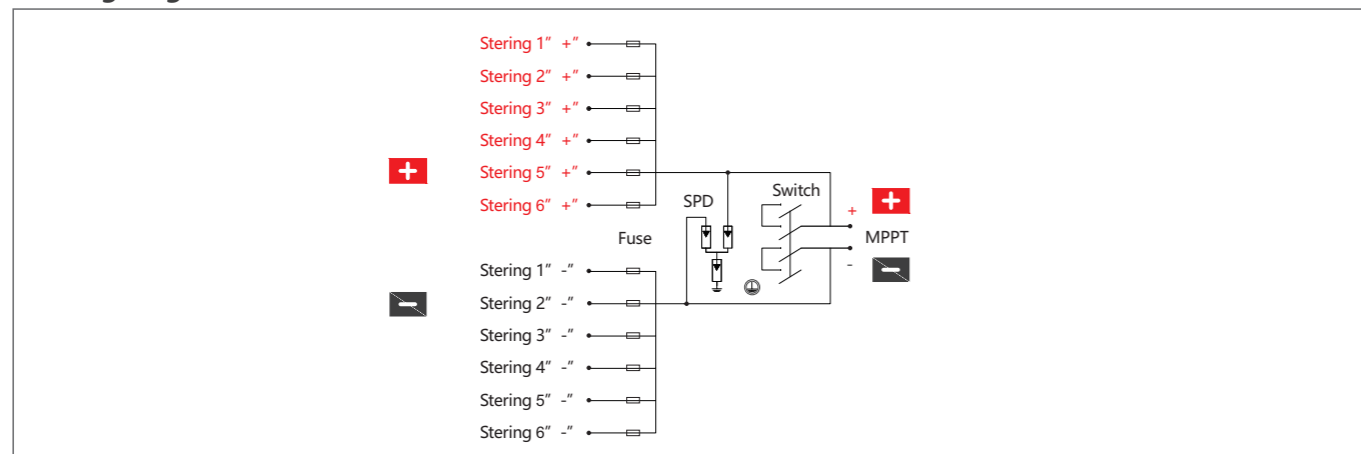 Stering 1" +"
Stering 2" +"
Stering 3" +"
Stering 4" +"
Stering 5" +"
Stering 6" +"
Fuse
SPD
Switch
+
MPPT
-
Stering 1" -"
Stering 2" -"
Stering 3" -"
Stering 4" -"
Stering 5" -"
Stering 6" -"